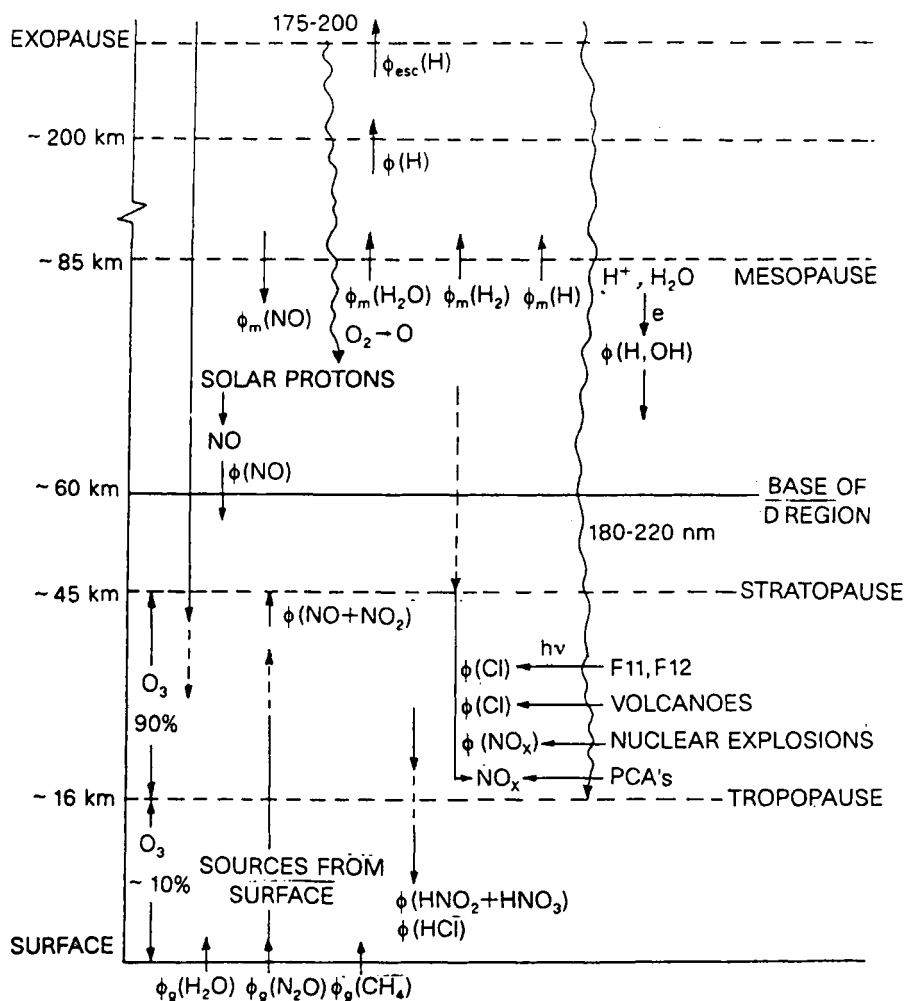 175-200
EXOPAUSE
ϕesc(H)
~200 km
ϕ(H)
~85 km
MESOPAUSE
H⁺, H₂O
ϕm(NO)
ϕm(H₂O)
ϕm(H₂)
ϕm(H)
e
O₂→O
ϕ(H, OH)
SOLAR PROTONS
NO
ϕ(NO)
~60 km
BASE OF
D REGION
180-220 nm
~45 km
STRATOPAUSE
ϕ(NO+NO₂)
hν
ϕ(Cl)
F11, F12
O₃
90%
ϕ(Cl)
VOLCANOES
ϕ(NOx)
NUCLEAR EXPLOSIONS
NOx
PCA's
~16 km
TROPOPAUSE
O₃
~10%
SOURCES FROM
SURFACE
ϕ(HNO₂+HNO₃)
ϕ(HCl)
SURFACE
ϕg(H₂O)
ϕg(N₂O)
ϕg(CH₄)